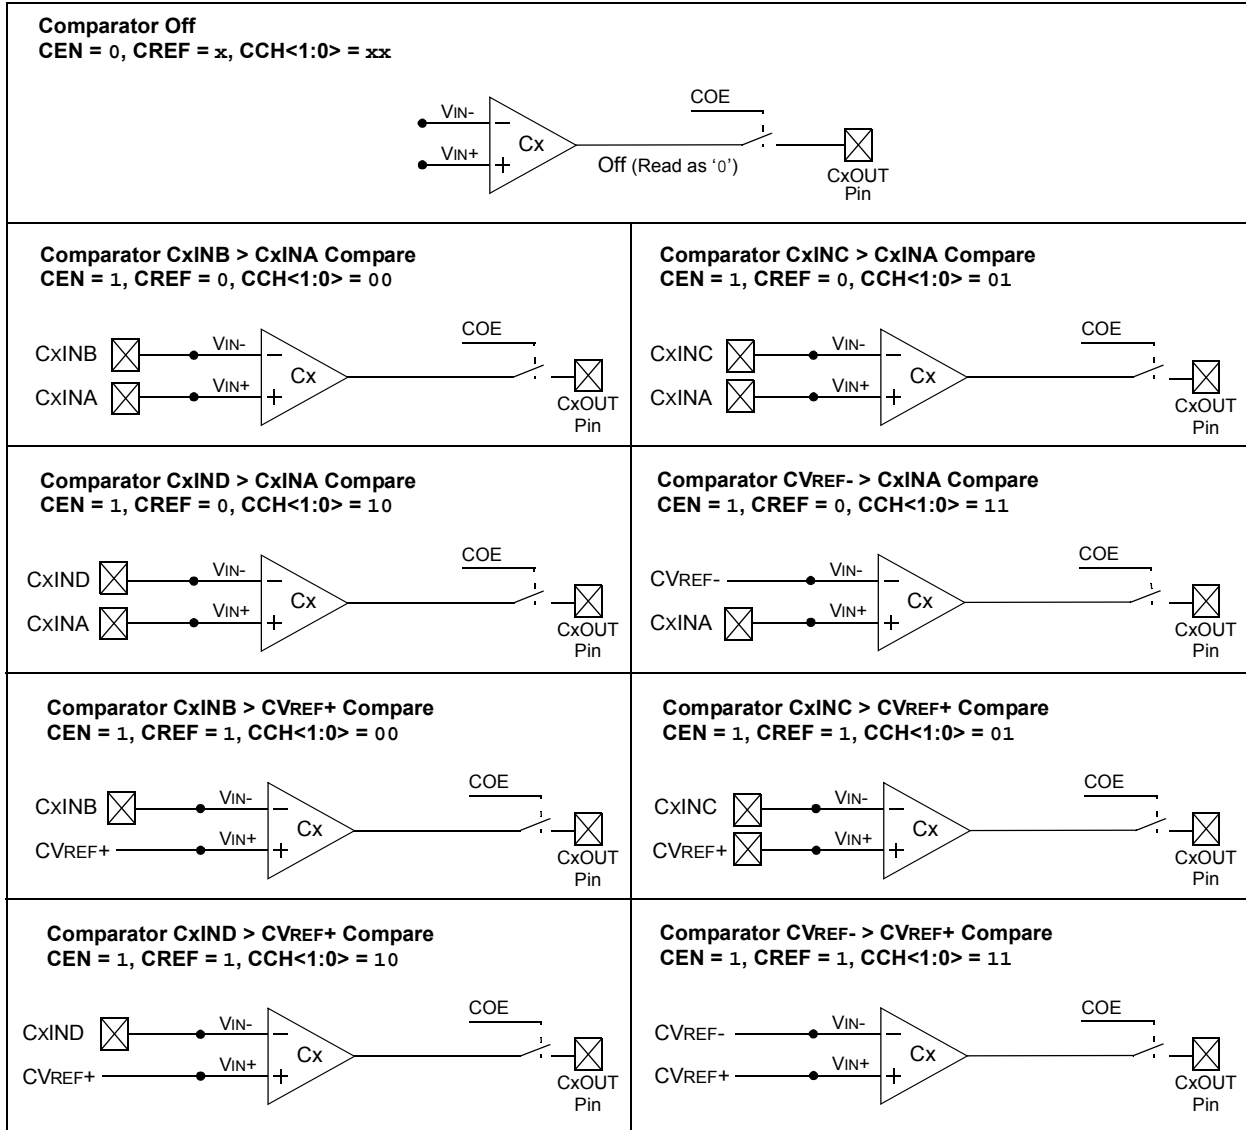 Comparator Off
CEN = 0, CREF = x, CCH<1:0> = xx
COE
VIN-
–
Cx
VIN+
+
Off (Read as ‘0’)
CxOUT
Pin
Comparator CxINB > CxINA Compare
CEN = 1, CREF = 0, CCH<1:0> = 00
COE
CxINB
VIN-
–
Cx
CxINA
VIN+
+
CxOUT
Pin
Comparator CxINC > CxINA Compare
CEN = 1, CREF = 0, CCH<1:0> = 01
COE
CxINC
VIN-
–
Cx
CxINA
VIN+
+
CxOUT
Pin
Comparator CxIND > CxINA Compare
CEN = 1, CREF = 0, CCH<1:0> = 10
COE
CxIND
VIN-
–
Cx
CxINA
VIN+
+
CxOUT
Pin
Comparator CVREF- > CxINA Compare
CEN = 1, CREF = 0, CCH<1:0> = 11
COE
CVREF-
VIN-
–
Cx
CxINA
VIN+
+
CxOUT
Pin
Comparator CxINB > CVREF+ Compare
CEN = 1, CREF = 1, CCH<1:0> = 00
COE
CxINB
VIN-
–
Cx
CVREF+
VIN+
+
CxOUT
Pin
Comparator CxINC > CVREF+ Compare
CEN = 1, CREF = 1, CCH<1:0> = 01
COE
CxINC
VIN-
–
Cx
CVREF+
VIN+
+
CxOUT
Pin
Comparator CxIND > CVREF+ Compare
CEN = 1, CREF = 1, CCH<1:0> = 10
COE
CxIND
VIN-
–
Cx
CVREF+
VIN+
+
CxOUT
Pin
Comparator CVREF- > CVREF+ Compare
CEN = 1, CREF = 1, CCH<1:0> = 11
COE
CVREF-
VIN-
–
Cx
CVREF+
VIN+
+
CxOUT
Pin